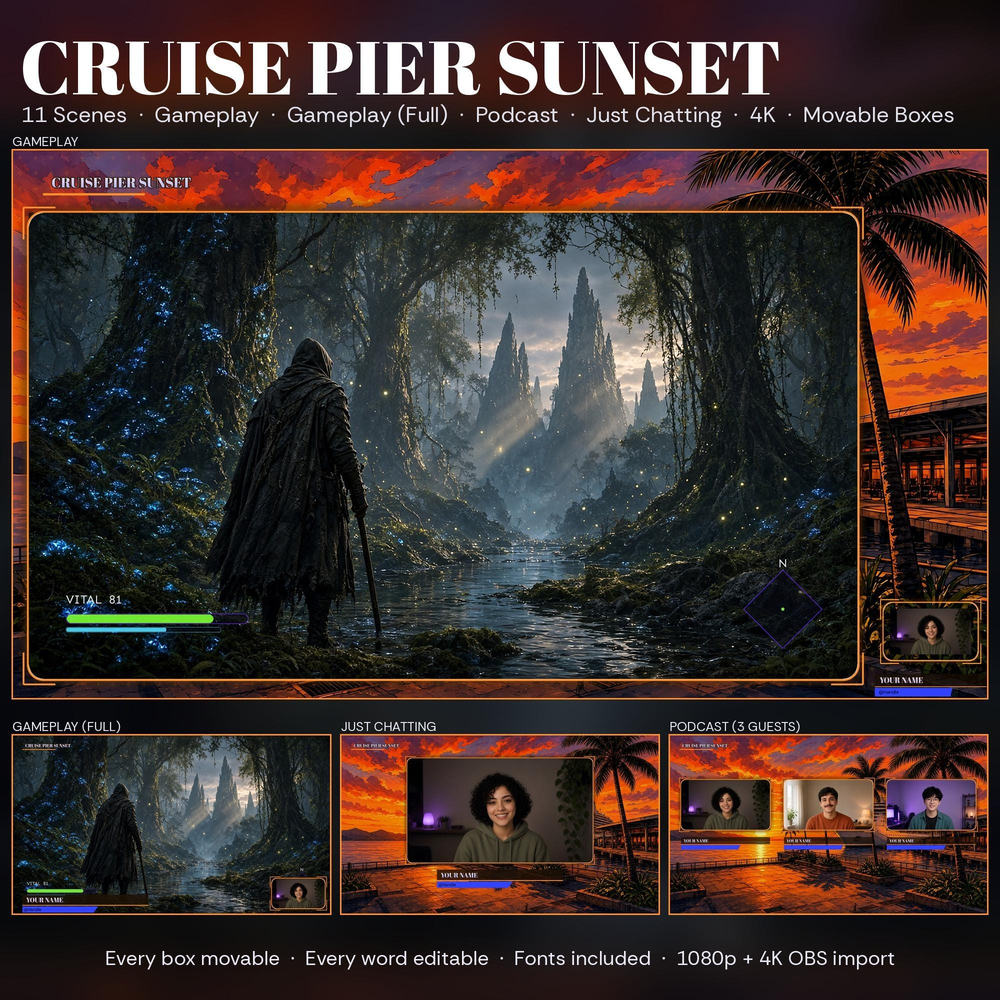 CRUISE PIER SUNSET
11 Scenes · Gameplay · Gameplay (Full) · Podcast · Just Chatting · 4K · Movable Boxes
GAMEPLAY
CRUISE PIER SUNSET
N
VITAL 81
YOUR NAME
GAMEPLAY (FULL)
JUST CHATTING
PODCAST (3 GUESTS)
CRUISE PIER SUNSET
CRUISE PIER SUNSET
CRUISE PIER SUNSET
VITAL 81
YOUR NAME
YOUR NAME
YOUR NAME
YOUR NAME
YOUR NAME
Every box movable · Every word editable · Fonts included · 1080p + 4K OBS import